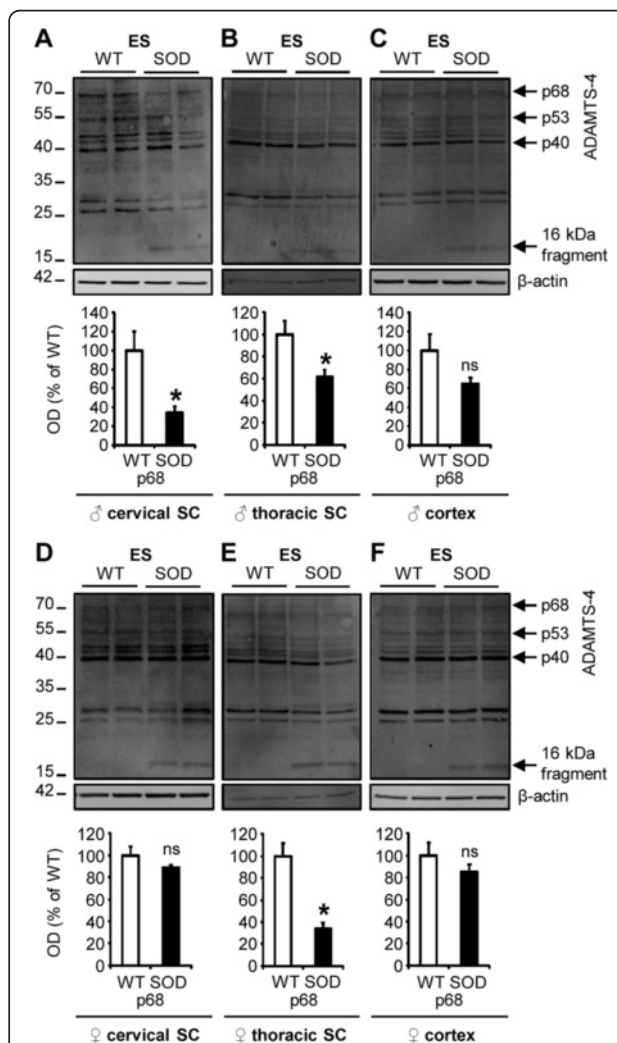 A B C
ES ES ES
WT SOD WT SOD WT SOD
70
55
40
35
25
15
42
p68
p53
p40
ADAMTS-4
16 kDa
fragment
β-actin
OD (% of WT)
140
120
100
80
60
40
20
0
*
WT SOD
p68
♂ cervical SC
120
100
80
60
40
20
0
*
WT SOD
p68
♂ thoracic SC
140
120
100
80
60
40
20
0
ns
WT SOD
p68
♂ cortex
D E F
ES ES ES
WT SOD WT SOD WT SOD
70
55
40
35
25
15
42
p68
p53
p40
ADAMTS-4
16 kDa
fragment
β-actin
OD (% of WT)
120
100
80
60
40
20
0
ns
WT SOD
p68
♀ cervical SC
120
100
80
60
40
20
0
*
WT SOD
p68
♀ thoracic SC
120
100
80
60
40
20
0
ns
WT SOD
p68
♀ cortex